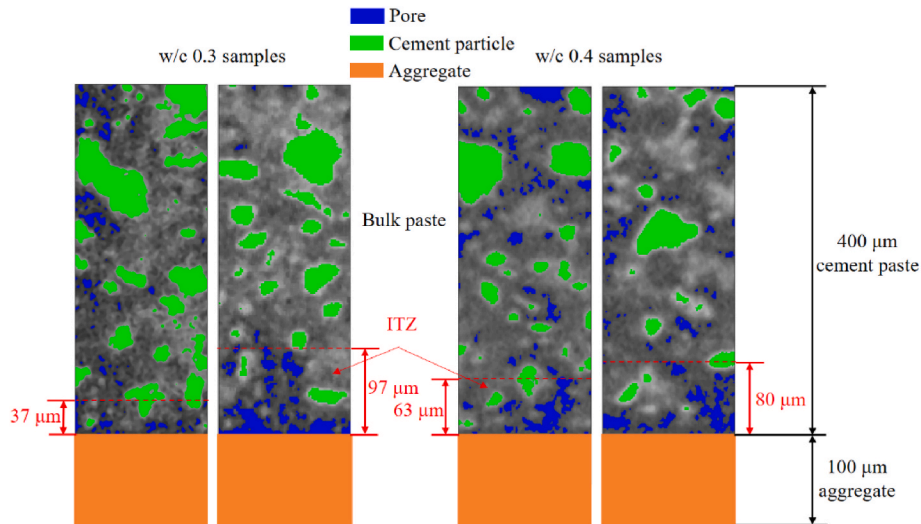 Pore
Cement particle
Aggregate
w/c 0.3 samples
w/c 0.4 samples
Bulk paste
ITZ
37 μm
97 μm
63 μm
80 μm
400 μm
cement paste
100 μm
aggregate